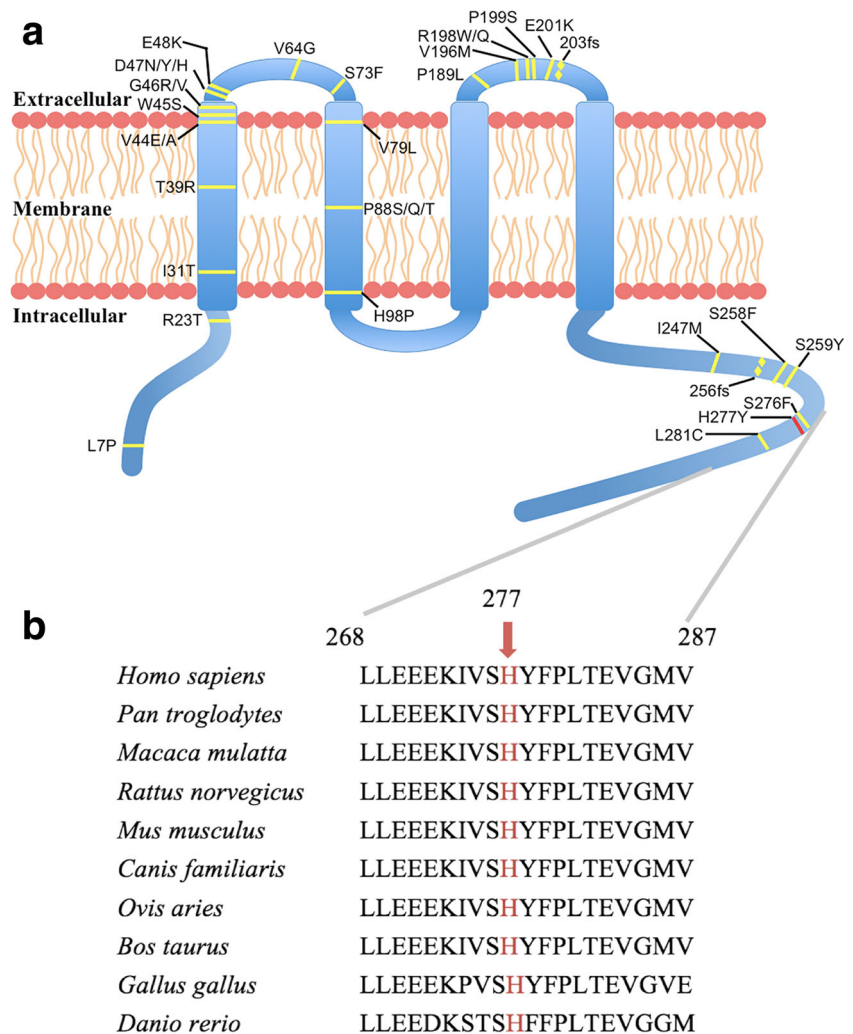 a
P199S
E48K
V64G
R198W/Q
E201K
V196M
203fs
D47N/Y/H
S73F
P189L
G46R/V
Extracellular
W45S
V44E/A
V79L
T39R
Membrane
P88S/Q/T
I31T
Intracellular
R23T
H98P
S258F
I247M
S259Y
256fs
S276F
H277Y
L281C
L7P
b
277
268
287
Homo sapiens LLEEEKIVSHYFPLTEVGMV
Pan troglodytes LLEEEKIVSHYFPLTEVGMV
Macaca mulatta LLEEEKIVSHYFPLTEVGMV
Rattus norvegicus LLEEEKIVSHYFPLTEVGMV
Mus musculus LLEEEKIVSHYFPLTEVGMV
Canis familiaris LLEEEKIVSHYFPLTEVGMV
Ovis aries LLEEEKIVSHYFPLTEVGMV
Bos taurus LLEEEKIVSHYFPLTEVGMV
Gallus gallus LLEEEKPVSHYFPLTEVGVE
Danio rerio LLEEDKSTSHFFPLTEVGGM